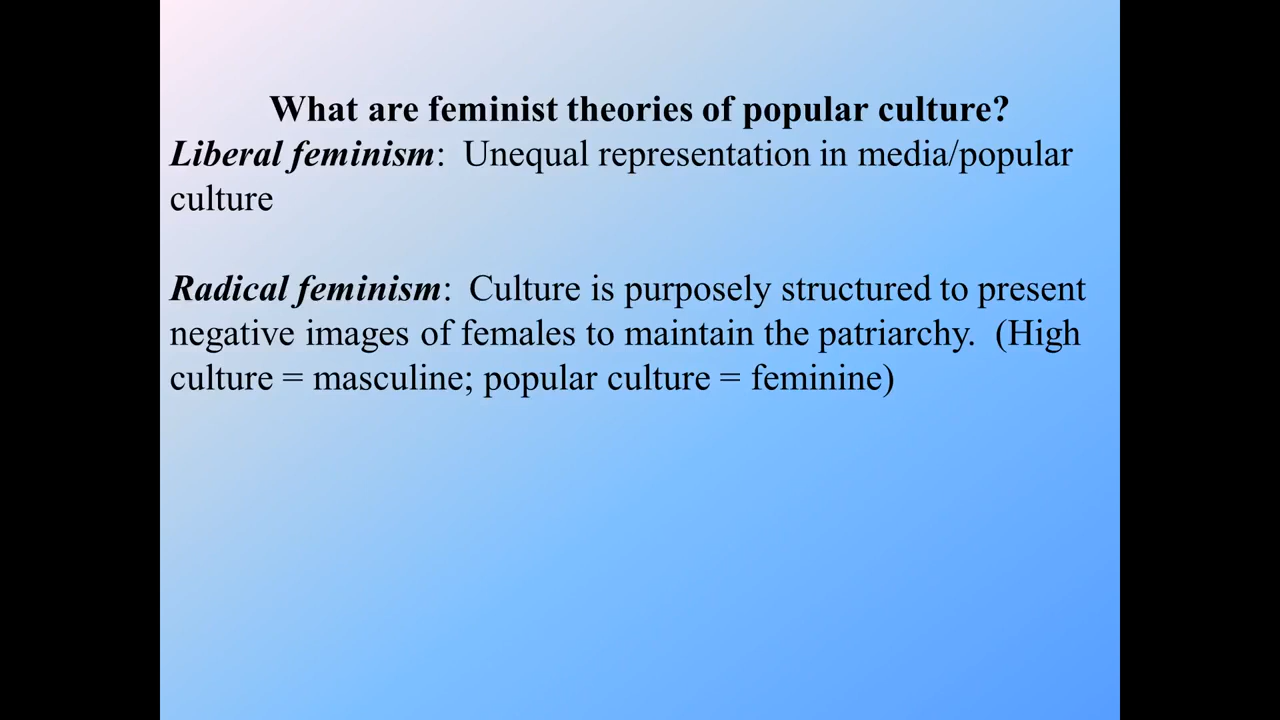 What are feminist theories of popular culture?
Liberal feminism:  Unequal representation in media/popular
culture
Radical feminism:  Culture is purposely structured to present
negative images of females to maintain the patriarchy.  (High
culture = masculine; popular culture = feminine)